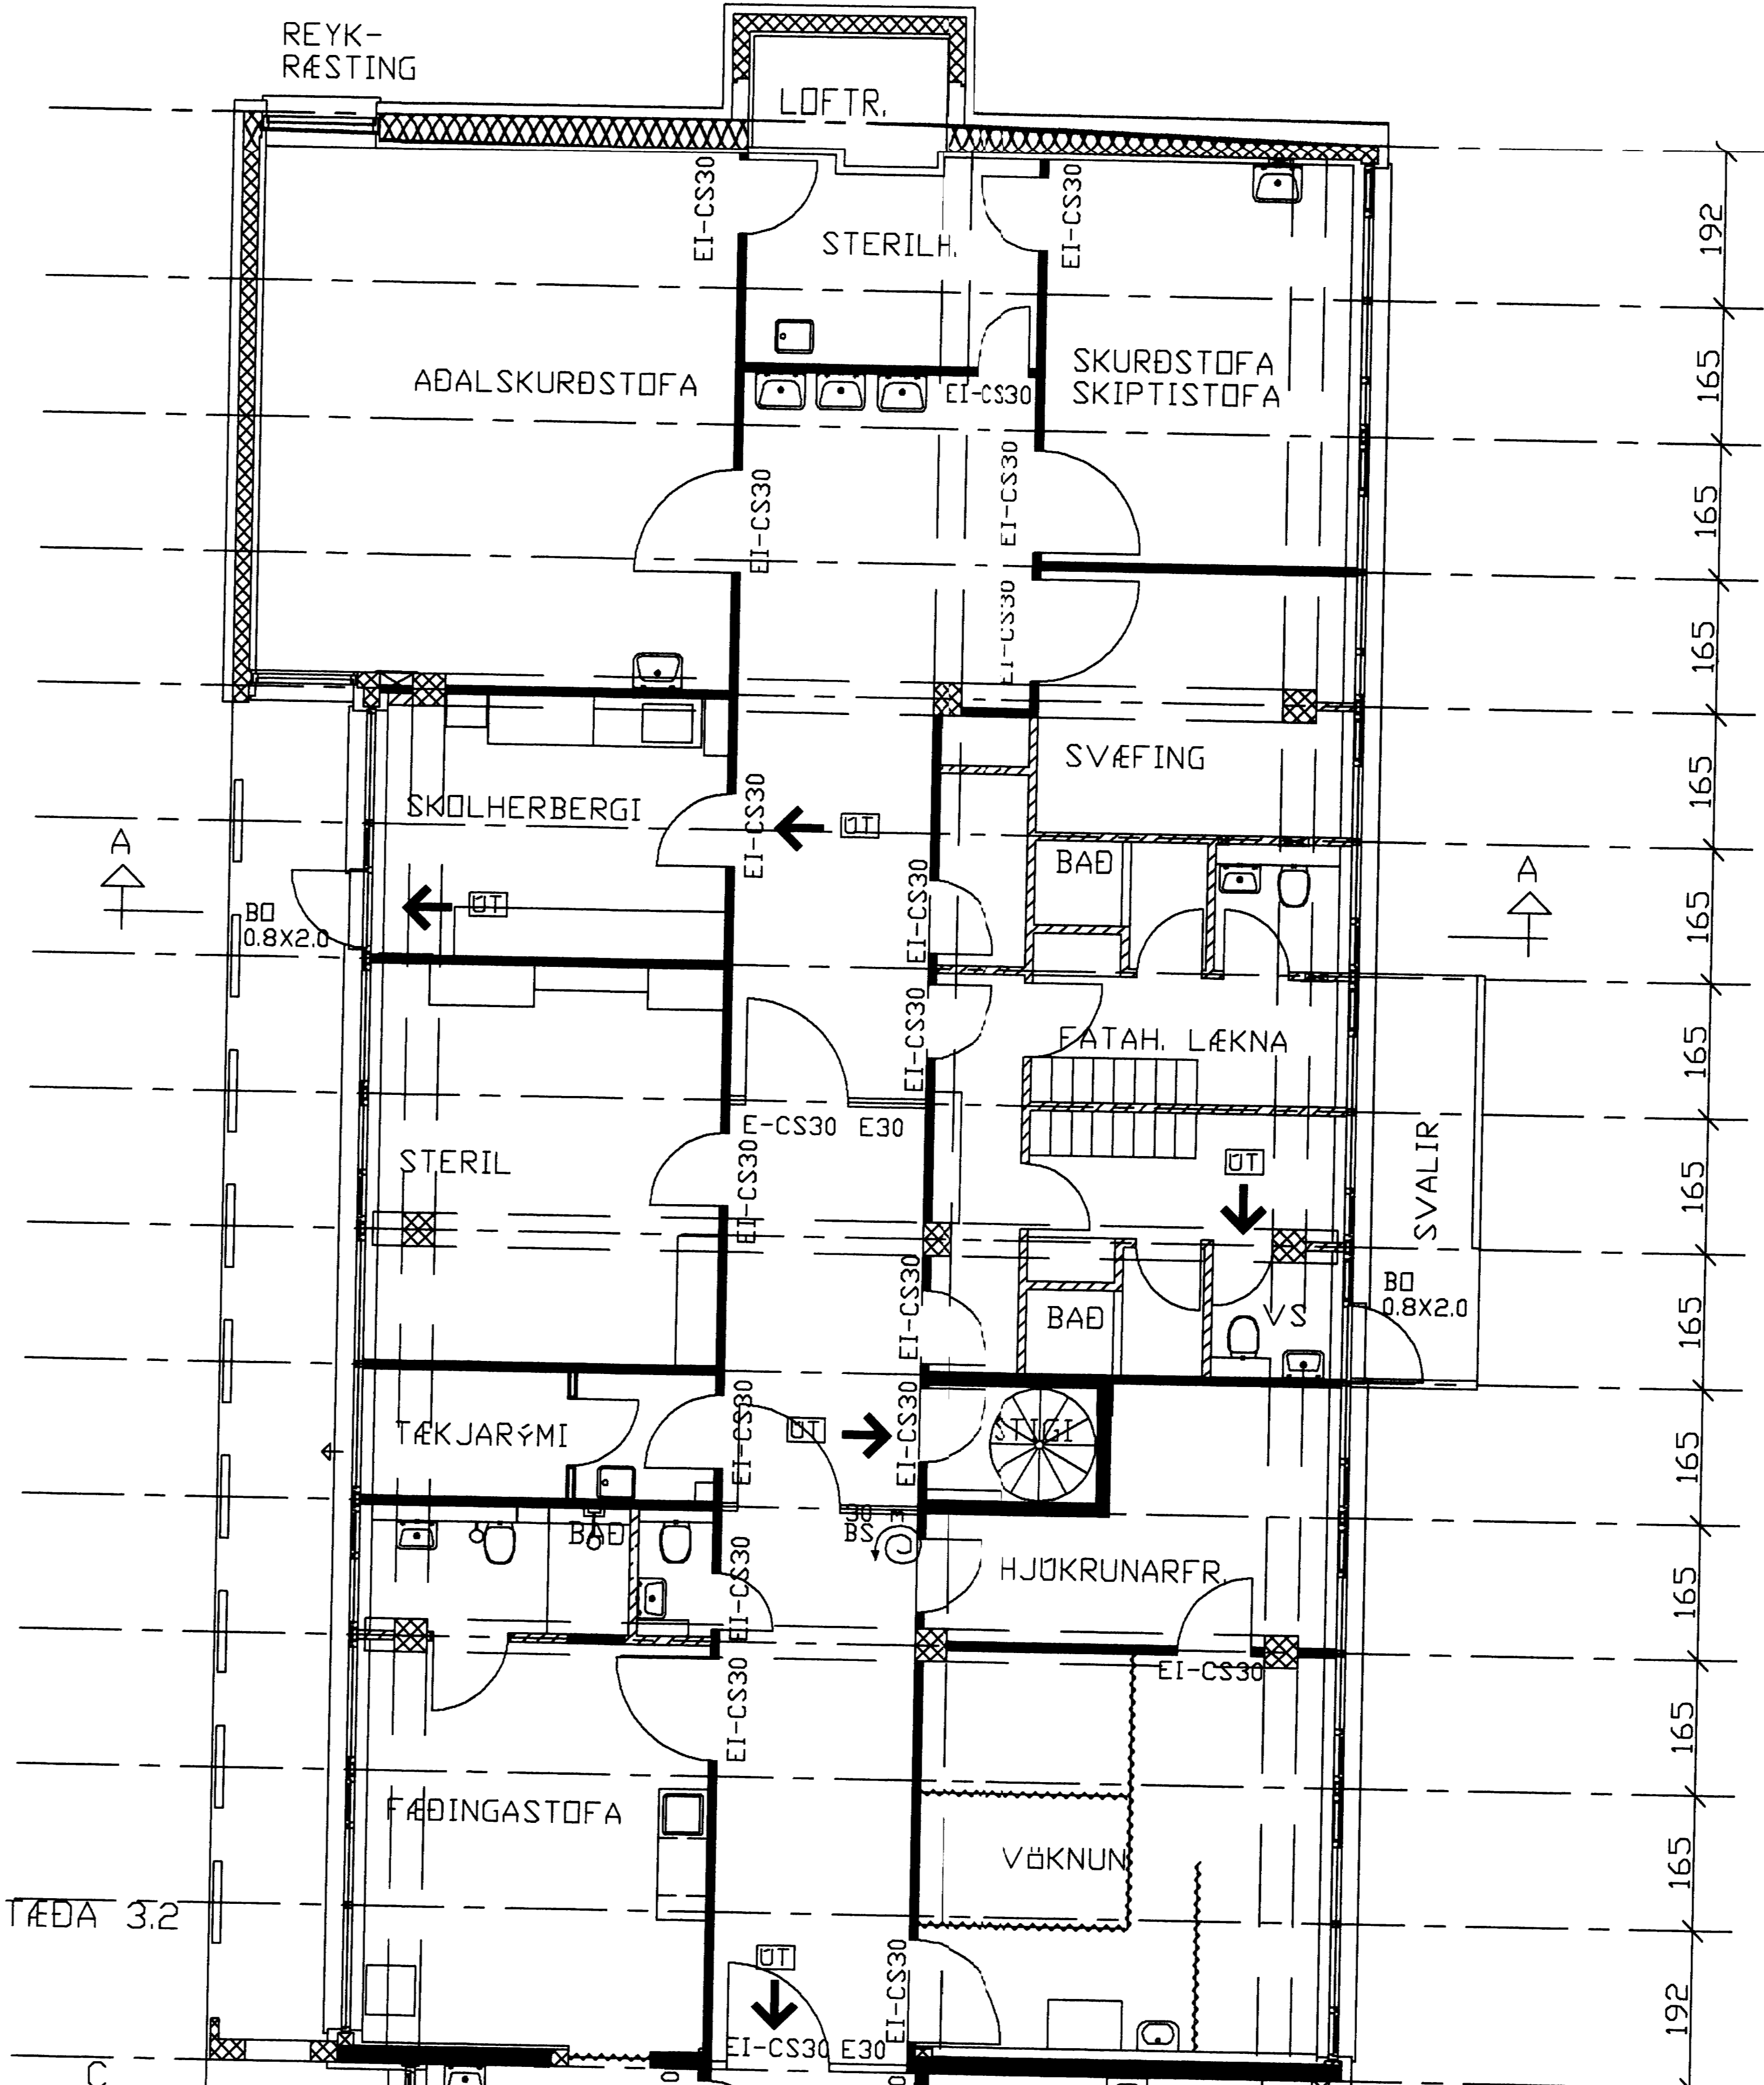 REYK-
RÆSTING
LOFTR.
EI-CS30
EI-CS30
192
STERILH.
AÐALSKURÐSTOFA
SKURÐSTOFA
SKIPTISTOFA
EI-CS30
165
EI-CS30
EI-CS30
165
EI-CS30
165
SVÆFING
SKOLHERBERGI
EI-CS30
ÚT
165
A
BAÐ
A
EI-CS30
ÚT
BO
0.8X2.0
165
EI-CS30
FATAH. LÆKNA
165
E-CS30 E30
STERIL
EI-CS30
ÚT
SVALIR
165
EI-CS30
BAÐ
VS
BO
0.8X2.0
165
TÆKJARÝMI
EI-CS30
ÚT
EI-CS30
STIGI
165
30
BS
BAÐ
EI-CS30
HJÚKRUNARFR.
165
EI-CS30
EI-CS30
165
FÆÐINGASTOFA
VÖKNUN
165
TÆÐA 3.2
ÚT
EI-CS30
192
EI-CS30 E30
C